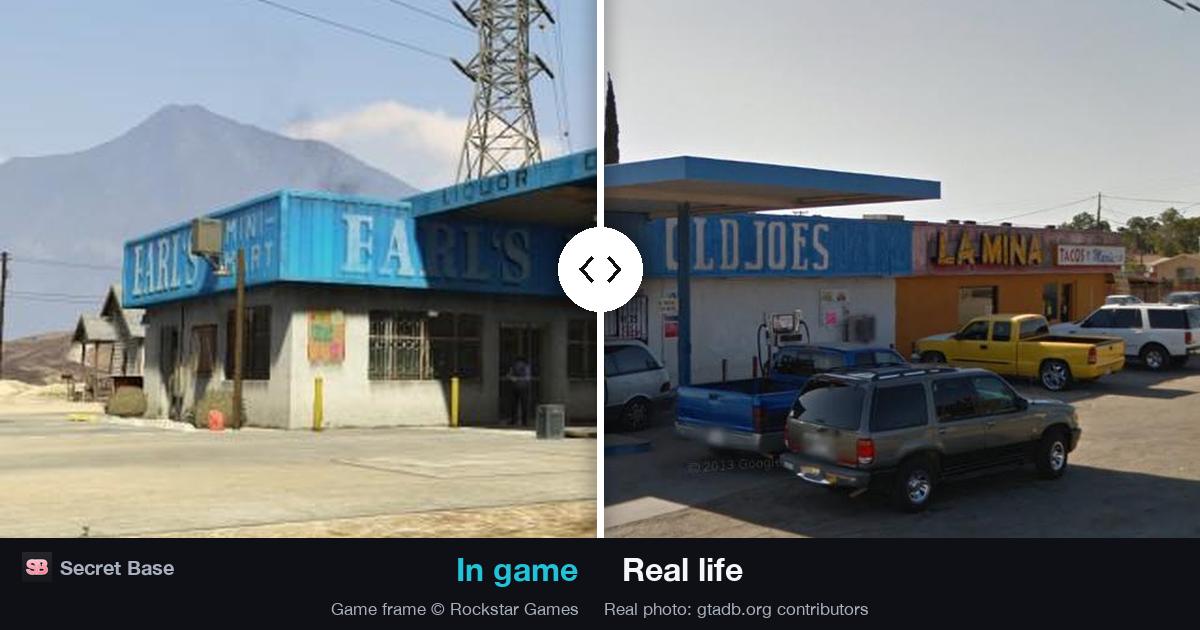 LIQUOR
EARL'S
MINI-
MART
EARL'S
OLD JOES
LA MINA
TACOS Y
© 2013 Google
SB
Secret Base
In game
Real life
Game frame © Rockstar Games
Real photo: gtadb.org contributors